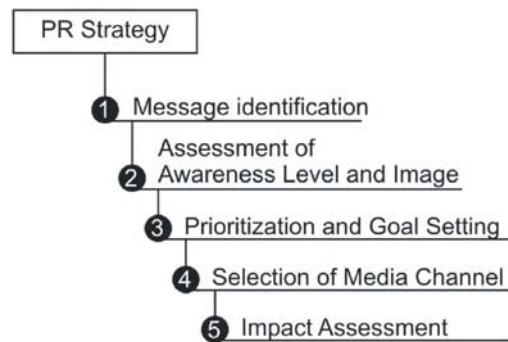 PR Strategy
1 Message identification
Assessment of
2 Awareness Level and Image
3 Prioritization and Goal Setting
4 Selection of Media Channel
5 Impact Assessment